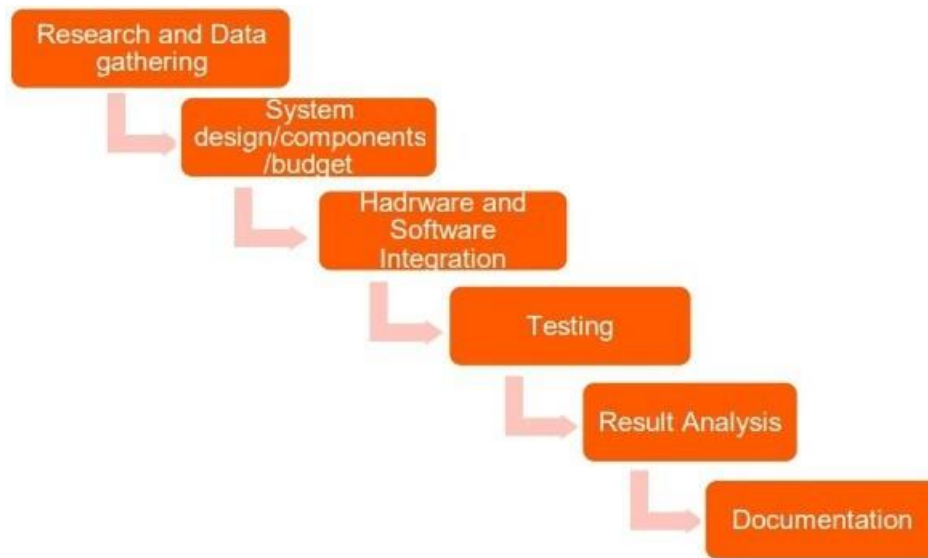 Research and Data
gathering
System
design/components
/budget
Hadrware and
Software
Integration
Testing
Result Analysis
Documentation